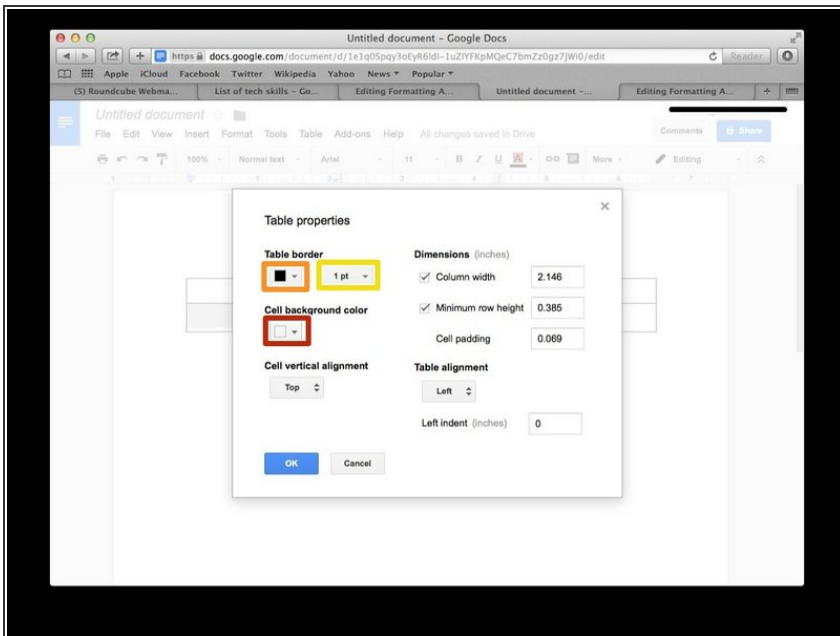 Untitled document - Google Docs
https docs.google.com/document/d/1e1q05pqy3oEyR6ldI-1uZIYFKpMQeC7bmZz0gz7jWi0/edit
Reader
Apple iCloud Facebook Twitter Wikipedia Yahoo News Popular
(5) Roundcube Webma... List of tech skills - Go... Editing Formatting A... Untitled document -... Editing Formatting A...
Untitled document
File Edit View Insert Format Tools Table Add-ons Help All changes saved in Drive
Comments Share
100% Normal text Arial 11 B I U A More Editing
Table properties
Table border
1 pt
Cell background color
Cell vertical alignment
Top
Dimensions (inches)
Column width 2.146
Minimum row height 0.385
Cell padding 0.069
Table alignment
Left
Left indent (inches) 0
OK Cancel